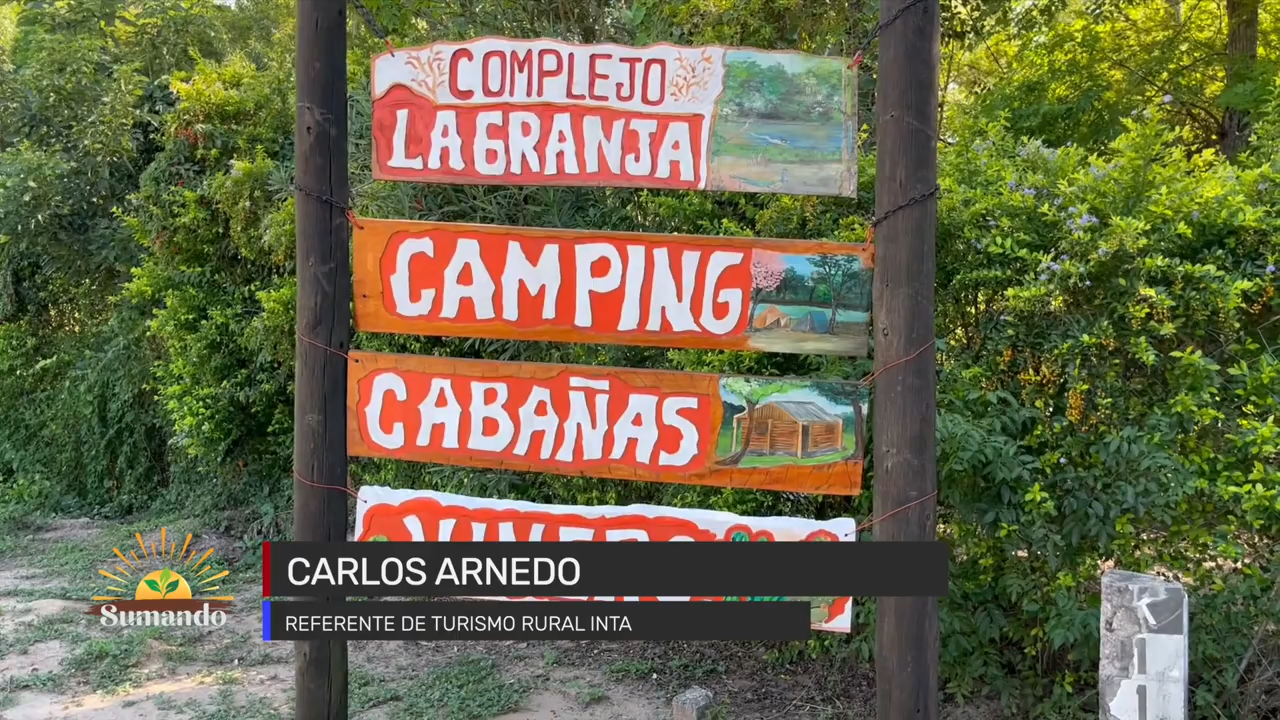 COMPLEJO
LA GRANJA
CAMPING
CABAÑAS
CARLOS ARNEDO
Sumando
REFERENTE DE TURISMO RURAL INTA